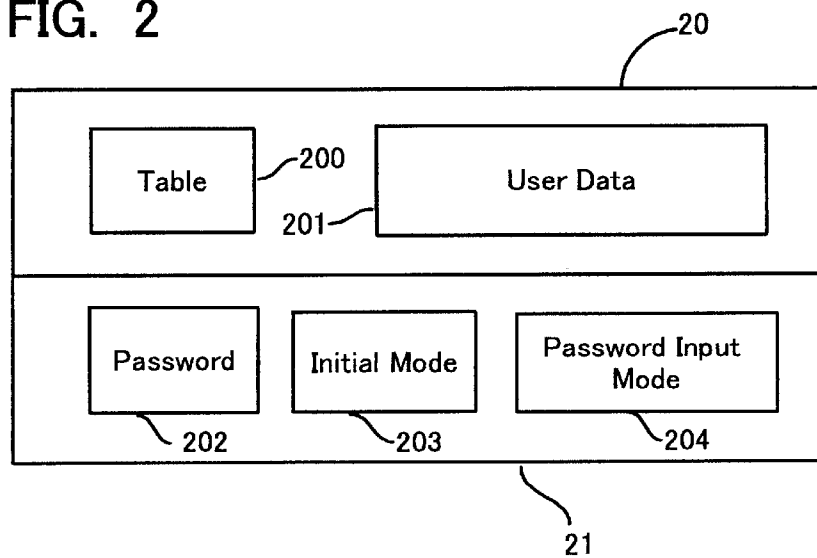 FIG. 2
20
Table
200
201
User Data
Password
Initial Mode
Password Input
Mode
202
203
204
21